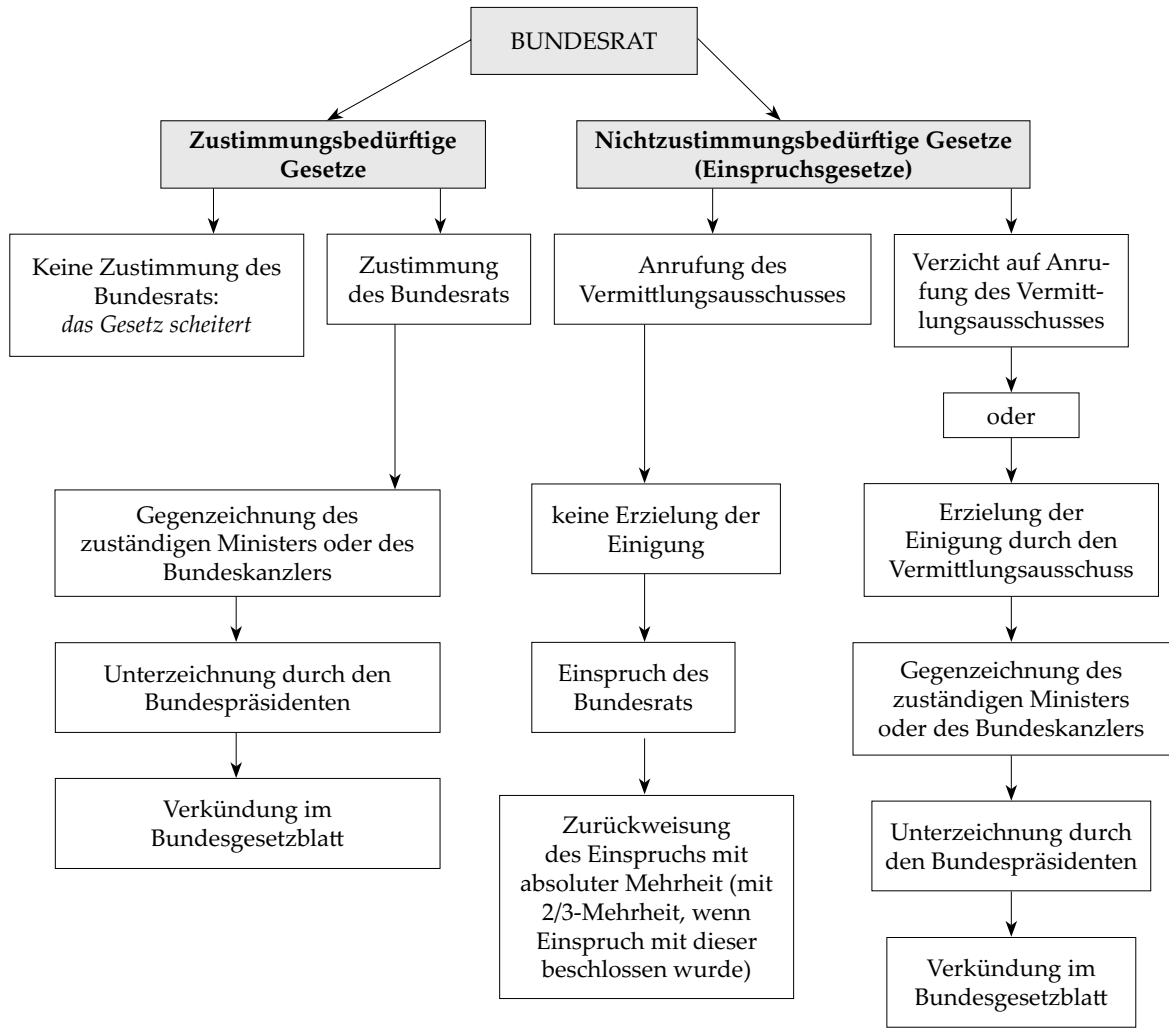 BUNDESRAT
Zustimmungsbedürftige
Gesetze
Nichtzustimmungsbedürftige Gesetze
(Einspruchsgesetze)
Keine Zustimmung des
Bundesrats:
das Gesetz scheitert
Zustimmung
des Bundesrats
Anrufung des
Vermittlungsausschusses
Verzicht auf Anru-
fung des Vermitt-
lungsausschusses
oder
Gegenzeichnung des
zuständigen Ministers oder des
Bundeskanzlers
keine Erzielung der
Einigung
Erzielung der
Einigung durch den
Vermittlungsausschuss
Unterzeichnung durch den
Bundespräsidenten
Einspruch des
Bundesrats
Gegenzeichnung des
zuständigen Ministers
oder des Bundeskanzlers
Verkündung im
Bundesgesetzblatt
Zurückweisung
des Einspruchs mit
absoluter Mehrheit (mit
2/3-Mehrheit, wenn
Einspruch mit dieser
beschlossen wurde)
Unterzeichnung durch
den Bundespräsidenten
Verkündung im
Bundesgesetzblatt